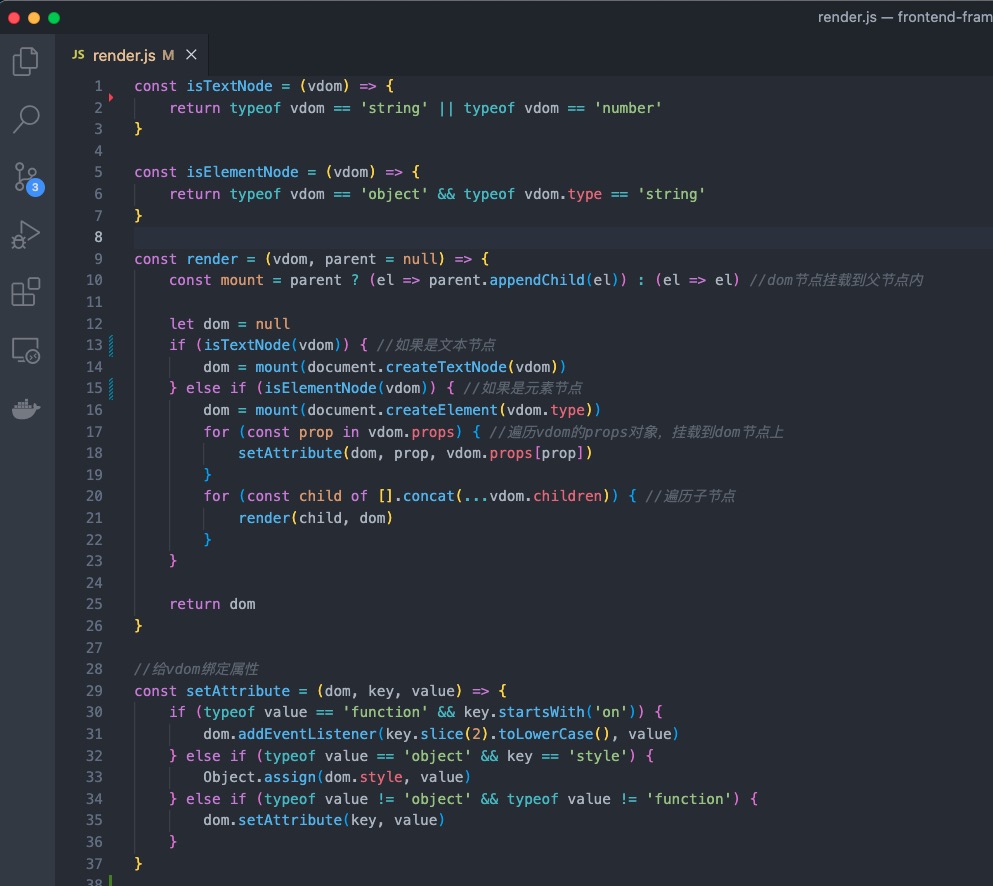 render.js — frontend-fram
JS render.js M ×
3
1 const isTextNode = (vdom) => {
2 return typeof vdom == 'string' || typeof vdom == 'number'
3 }
4
5 const isElementNode = (vdom) => {
6 return typeof vdom == 'object' && typeof vdom.type == 'string'
7 }
8
9 const render = (vdom, parent = null) => {
10 const mount = parent ? (el => parent.appendChild(el)) : (el => el) //dom节点挂载到父节点内
11
12 let dom = null
13 if (isTextNode(vdom)) { //如果是文本节点
14 dom = mount(document.createTextNode(vdom))
15 } else if (isElementNode(vdom)) { //如果是元素节点
16 dom = mount(document.createElement(vdom.type))
17 for (const prop in vdom.props) { //遍历vdom的props对象，挂载到dom节点上
18 setAttribute(dom, prop, vdom.props[prop])
19 }
20 for (const child of [].concat(...vdom.children)) { //遍历子节点
21 render(child, dom)
22 }
23 }
24
25 return dom
26 }
27
28 //给vdom绑定属性
29 const setAttribute = (dom, key, value) => {
30 if (typeof value == 'function' && key.startsWith('on')) {
31 dom.addEventListener(key.slice(2).toLowerCase(), value)
32 } else if (typeof value == 'object' && key == 'style') {
33 Object.assign(dom.style, value)
34 } else if (typeof value != 'object' && typeof value != 'function') {
35 dom.setAttribute(key, value)
36 }
37 }
38